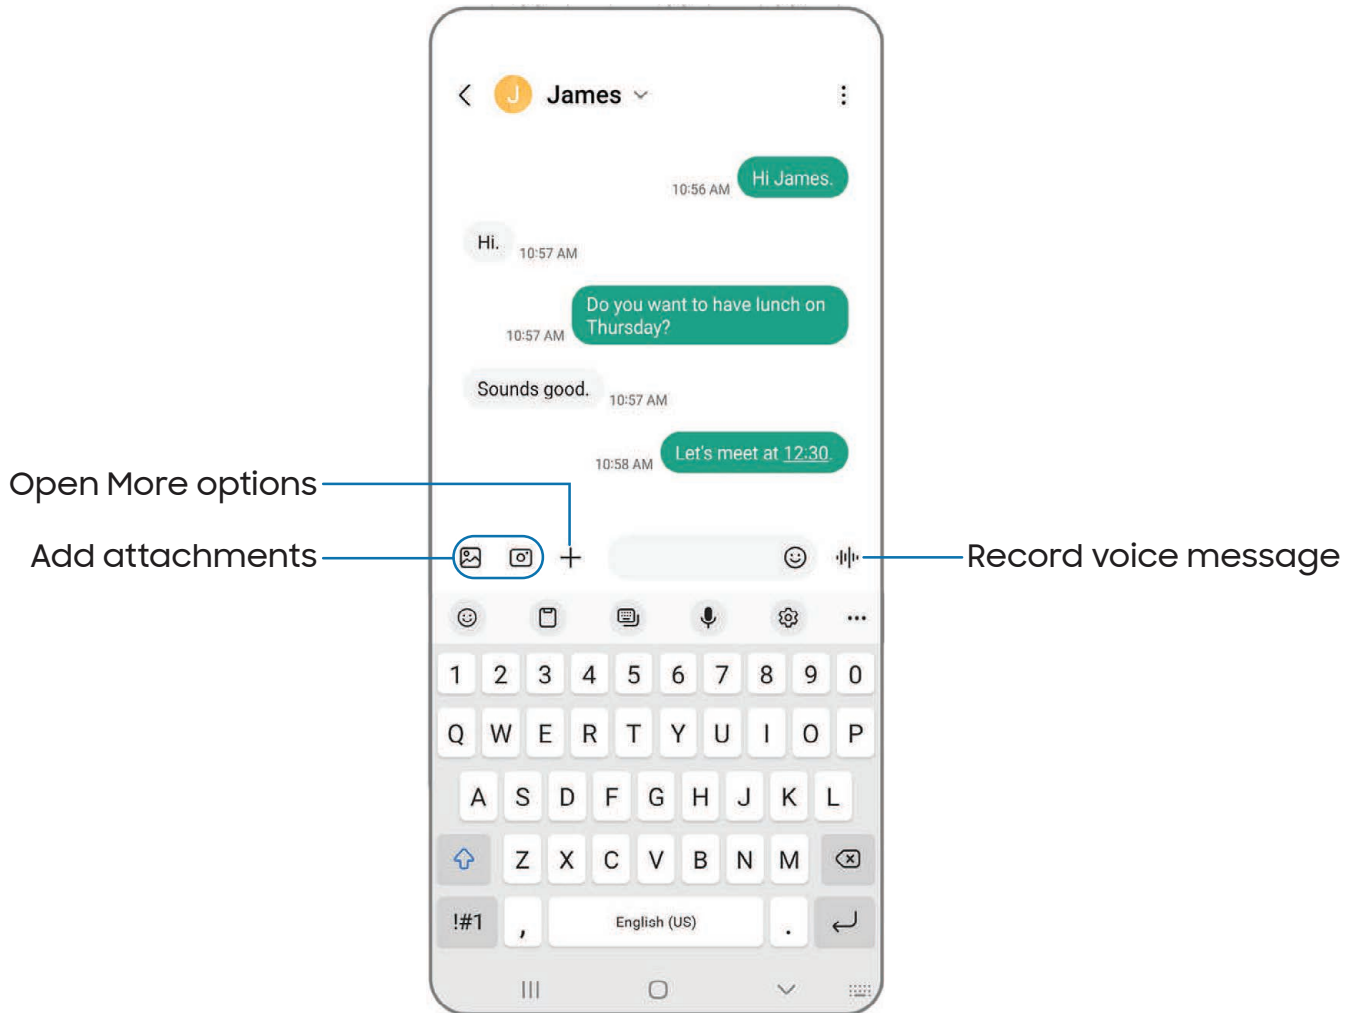 J James
Hi James.
10:56 AM
Hi.
10:57 AM
Do you want to have lunch on
Thursday?
10:57 AM
Sounds good.
10:57 AM
Let's meet at 12:30.
10:58 AM
Open More options
Add attachments
Record voice message
1 2 3 4 5 6 7 8 9 0
Q W E R T Y U I O P
A S D F G H J K L
Z X C V B N M
!#1 , English (US) .